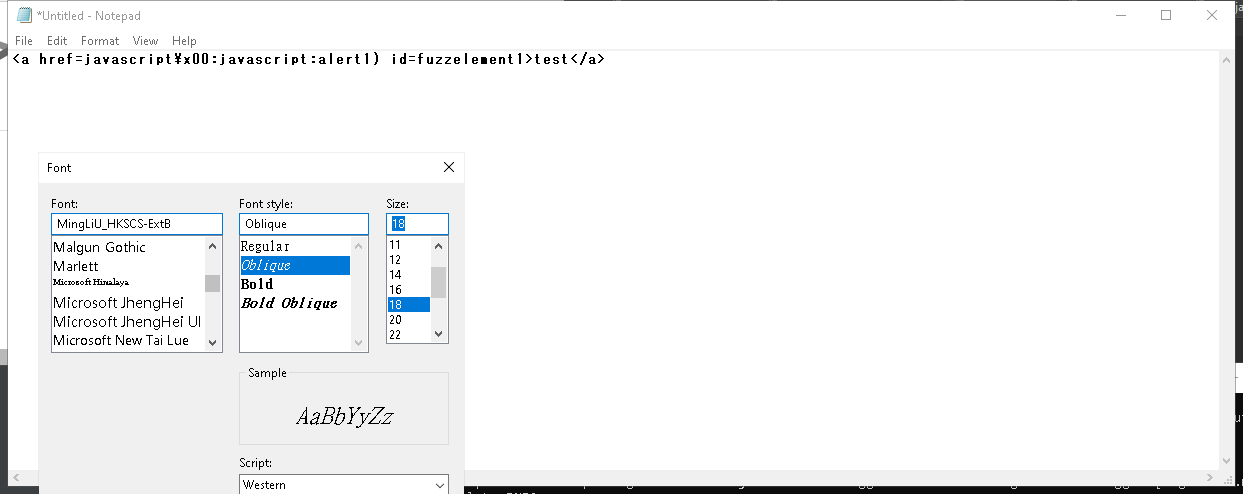 *Untitled - Notepad
File Edit Format View Help
<a href=javascript¥x00:javascript:alert1) id=fuzzelement1>test</a>
Font
Font: Font style: Size:
MingLiU_HKSCS-ExtB Oblique 18
Malgun Gothic Regular 11
Marlett Oblique 12
Microsoft Himalaya Bold 14
Microsoft JhengHei Bold Oblique 16
Microsoft JhengHei UI 18
Microsoft New Tai Lue 20
22
Sample
AaBbYyZz
Script:
Western